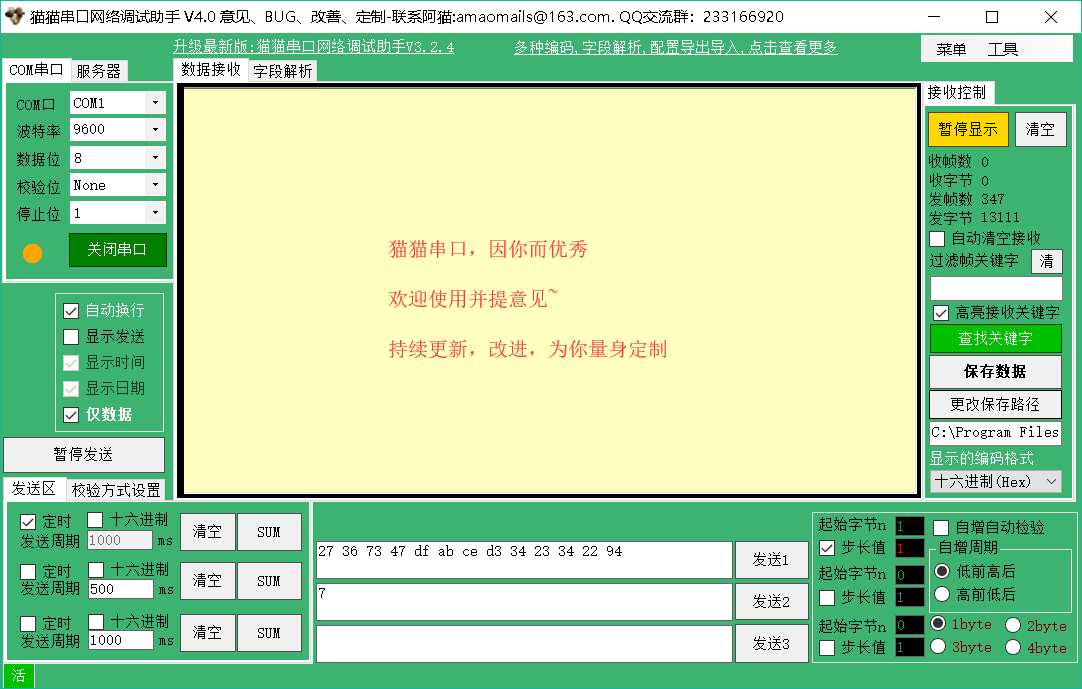 猫猫串口网络调试助手 V4.0 意见、BUG、改善、定制-联系阿猫:amaomails@163.com. QQ交流群：233166920
升级最新版:猫猫串口网络调试助手V3.2.4
多种编码,字段解析,配置导出导入,点击查看更多
菜单 工具
COM串口 服务器
COM口 COM1
波特率 9600
数据位 8
校验位 None
停止位 1
关闭串口
自动换行
显示发送
显示时间
显示日期
仅数据
暂停发送
数据接收 字段解析
猫猫串口，因你而优秀
欢迎使用并提意见~
持续更新，改进，为你量身定制
接收控制
暂停显示 清空
收帧数 0
收字节 0
发帧数 347
发字节 13111
自动清空接收
过滤帧关键字 清
高亮接收关键字
查找关键字
保存数据
更改保存路径
C:\Program Files
显示的编码格式
十六进制(Hex)
发送区 校验方式设置
定时 十六进制
发送周期 1000 ms
清空 SUM
定时 十六进制
发送周期 500 ms
清空 SUM
定时 十六进制
发送周期 1000 ms
清空 SUM
27 36 73 47 df ab ce d3 34 23 34 22 94
发送1
7
发送2
发送3
起始字节n 1
步长值 1
起始字节n 0
步长值 1
起始字节n 0
步长值 1
自增自动检验
自增周期
低前高后
高前低后
1byte 2byte
3byte 4byte
活